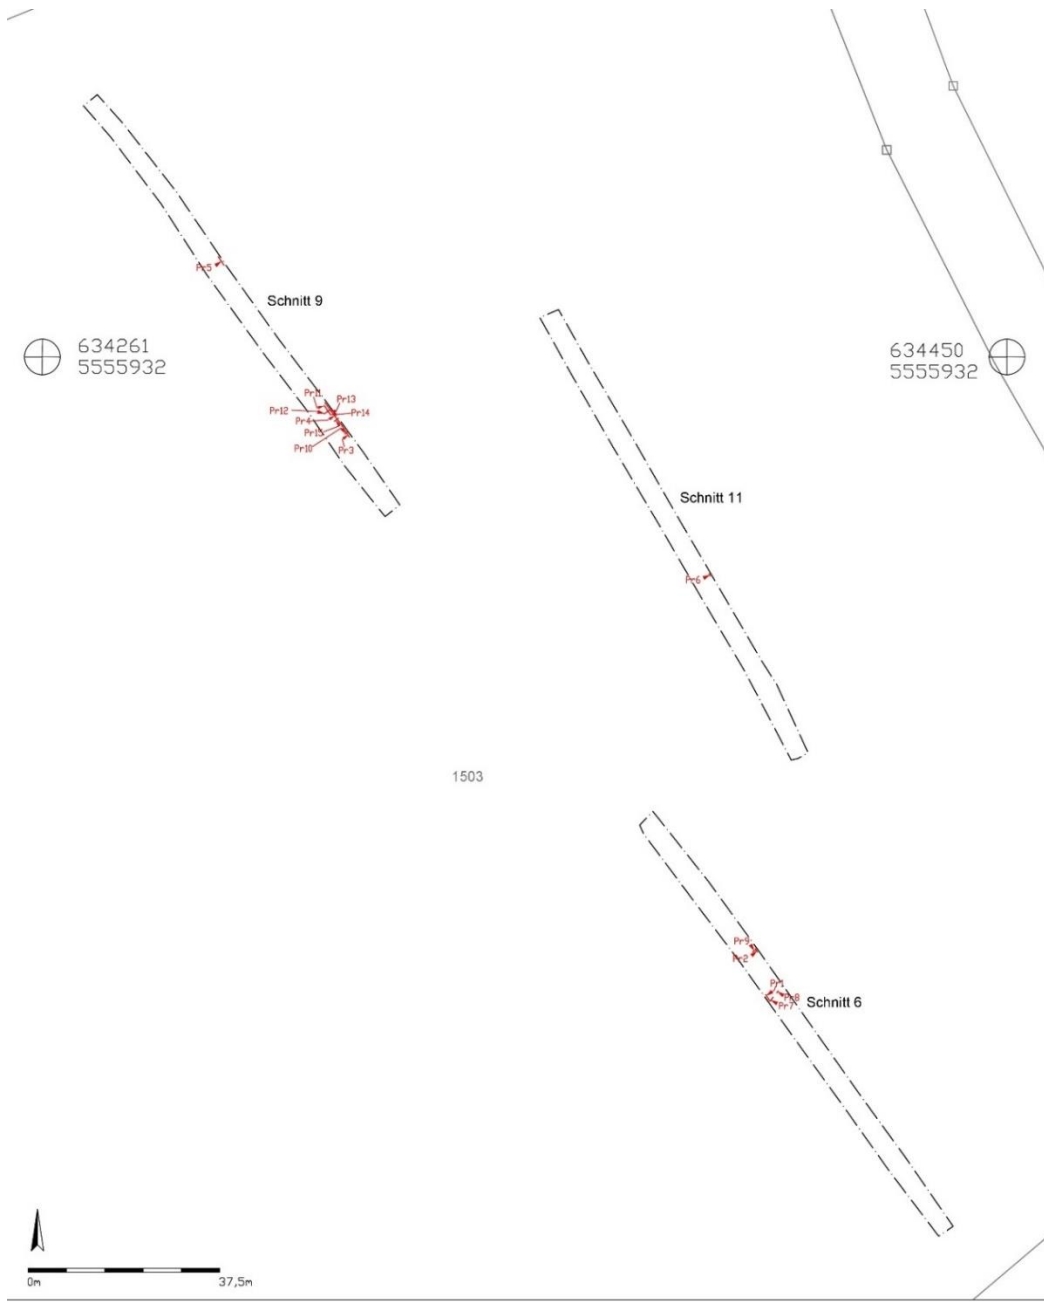 Pr5
Schnitt 9
634261
5555932
634450
5555932
Pr11
Pr13
Pr12
Pr14
Pr4
Pr15
Pr10
Pr3
Schnitt 11
Pr6
1503
Pr9
Pr2
Pr1
Pr8
Pr7
Schnitt 6
0m
37,5m